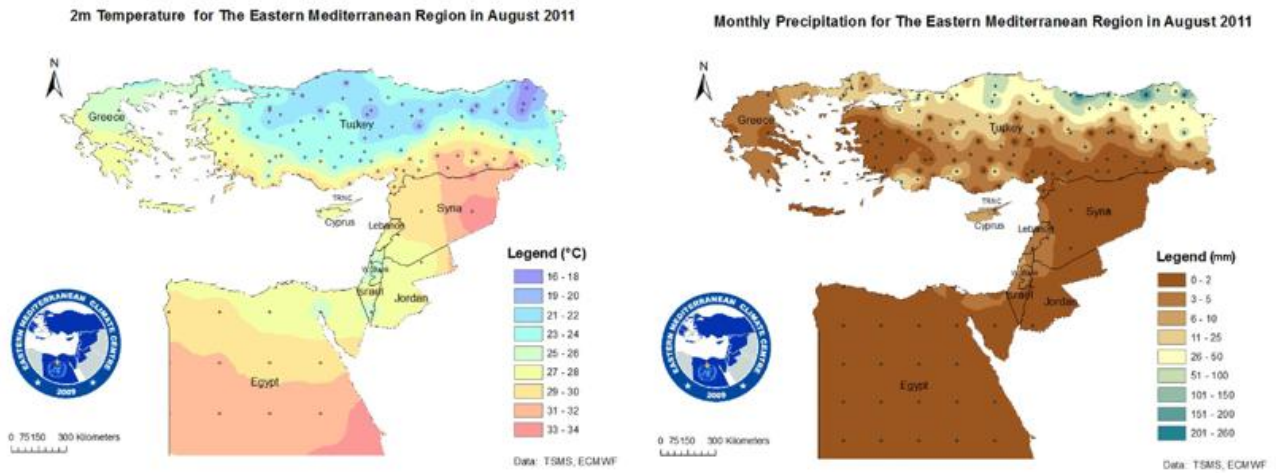 2m Temperature for The Eastern Mediterranean Region in August 2011
N
Greece
Turkey
TRNC
Cyprus
Syria
Lebanon
Israel
Jordan
Egypt
Legend (°C)
16 - 18
19 - 20
21 - 22
23 - 24
25 - 26
27 - 28
29 - 30
31 - 32
33 - 34
EASTERN MEDITERRANEAN CLIMATE CENTRE
2009
0 75150 300 Kilometers
Data: TSMS, ECMWF
Monthly Precipitation for The Eastern Mediterranean Region in August 2011
N
Greece
Turkey
TRNC
Cyprus
Syria
Lebanon
Israel
Jordan
Egypt
Legend (mm)
0 - 2
3 - 5
6 - 10
11 - 25
26 - 50
51 - 100
101 - 150
151 - 200
201 - 260
EASTERN MEDITERRANEAN CLIMATE CENTRE
2009
0 75150 300 Kilometers
Data: TSMS, ECMWF